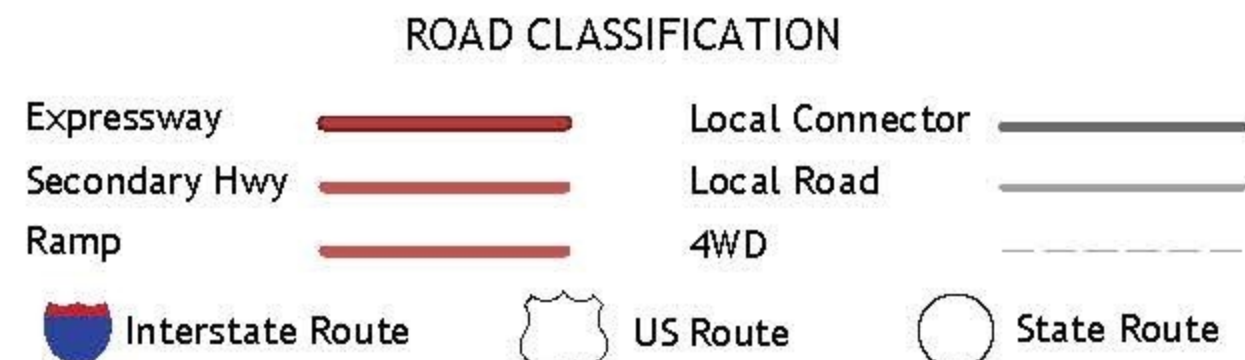 ROAD CLASSIFICATION
Expressway Local Connector
Secondary Hwy Local Road
Ramp 4WD
Interstate Route US Route State Route